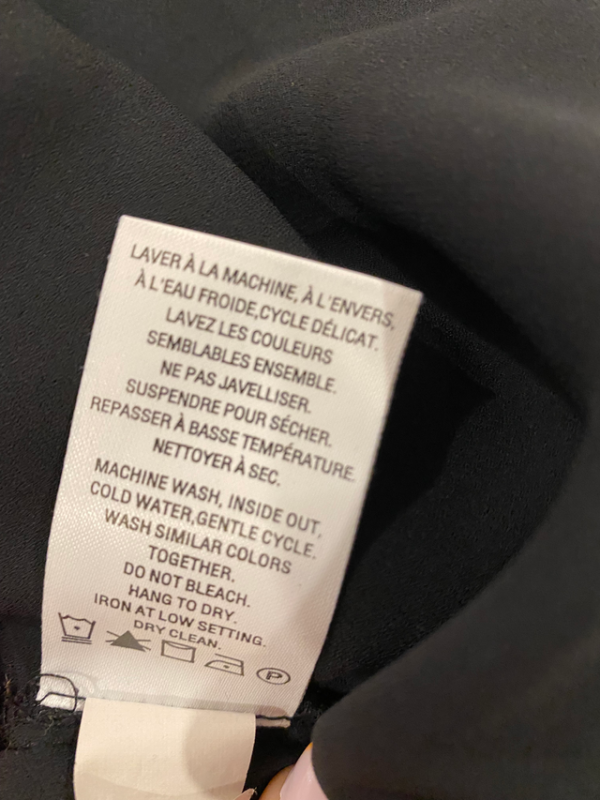 LAVER À LA MACHINE, À L'ENVERS,
À L'EAU FROIDE,CYCLE DÉLICAT.
LAVEZ LES COULEURS
SEMBLABLES ENSEMBLE.
NE PAS JAVELLISER.
SUSPENDRE POUR SÉCHER.
REPASSER À BASSE TEMPÉRATURE.
NETTOYER À SEC.
MACHINE WASH, INSIDE OUT,
COLD WATER,GENTLE CYCLE.
WASH SIMILAR COLORS
TOGETHER.
DO NOT BLEACH.
HANG TO DRY.
IRON AT LOW SETTING.
DRY CLEAN.
P